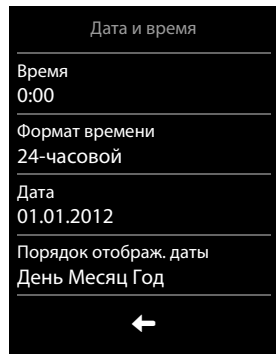 Дата и время
Время
0:00
Формат времени
24-часовой
Дата
01.01.2012
Порядок отображ. даты
День Месяц Год